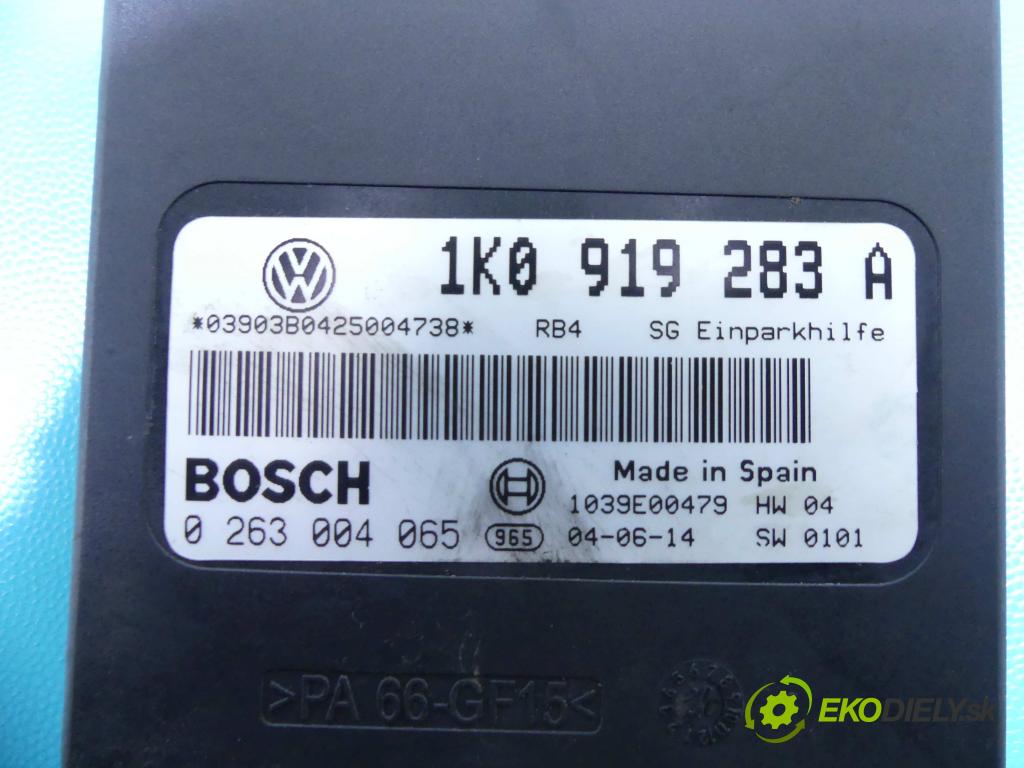 1K0 919 283 A
*03903B0425004738* RB4 SG Einparkhilfe
BOSCH
Made in Spain
1039E00479 HW 04
0 263 004 065 965 04-06-14 SW 0101
>PA 66-GF15<
EKODIELY.sk